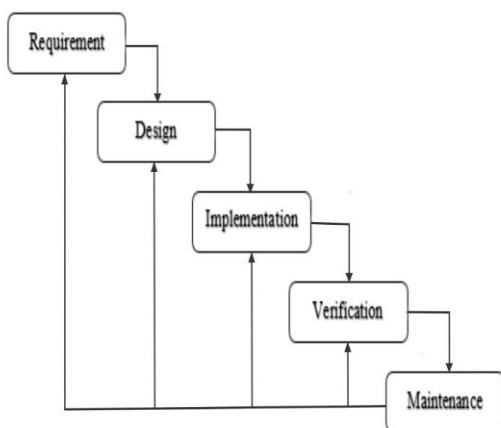 Requirement
Design
Implementation
Verification
Maintenance